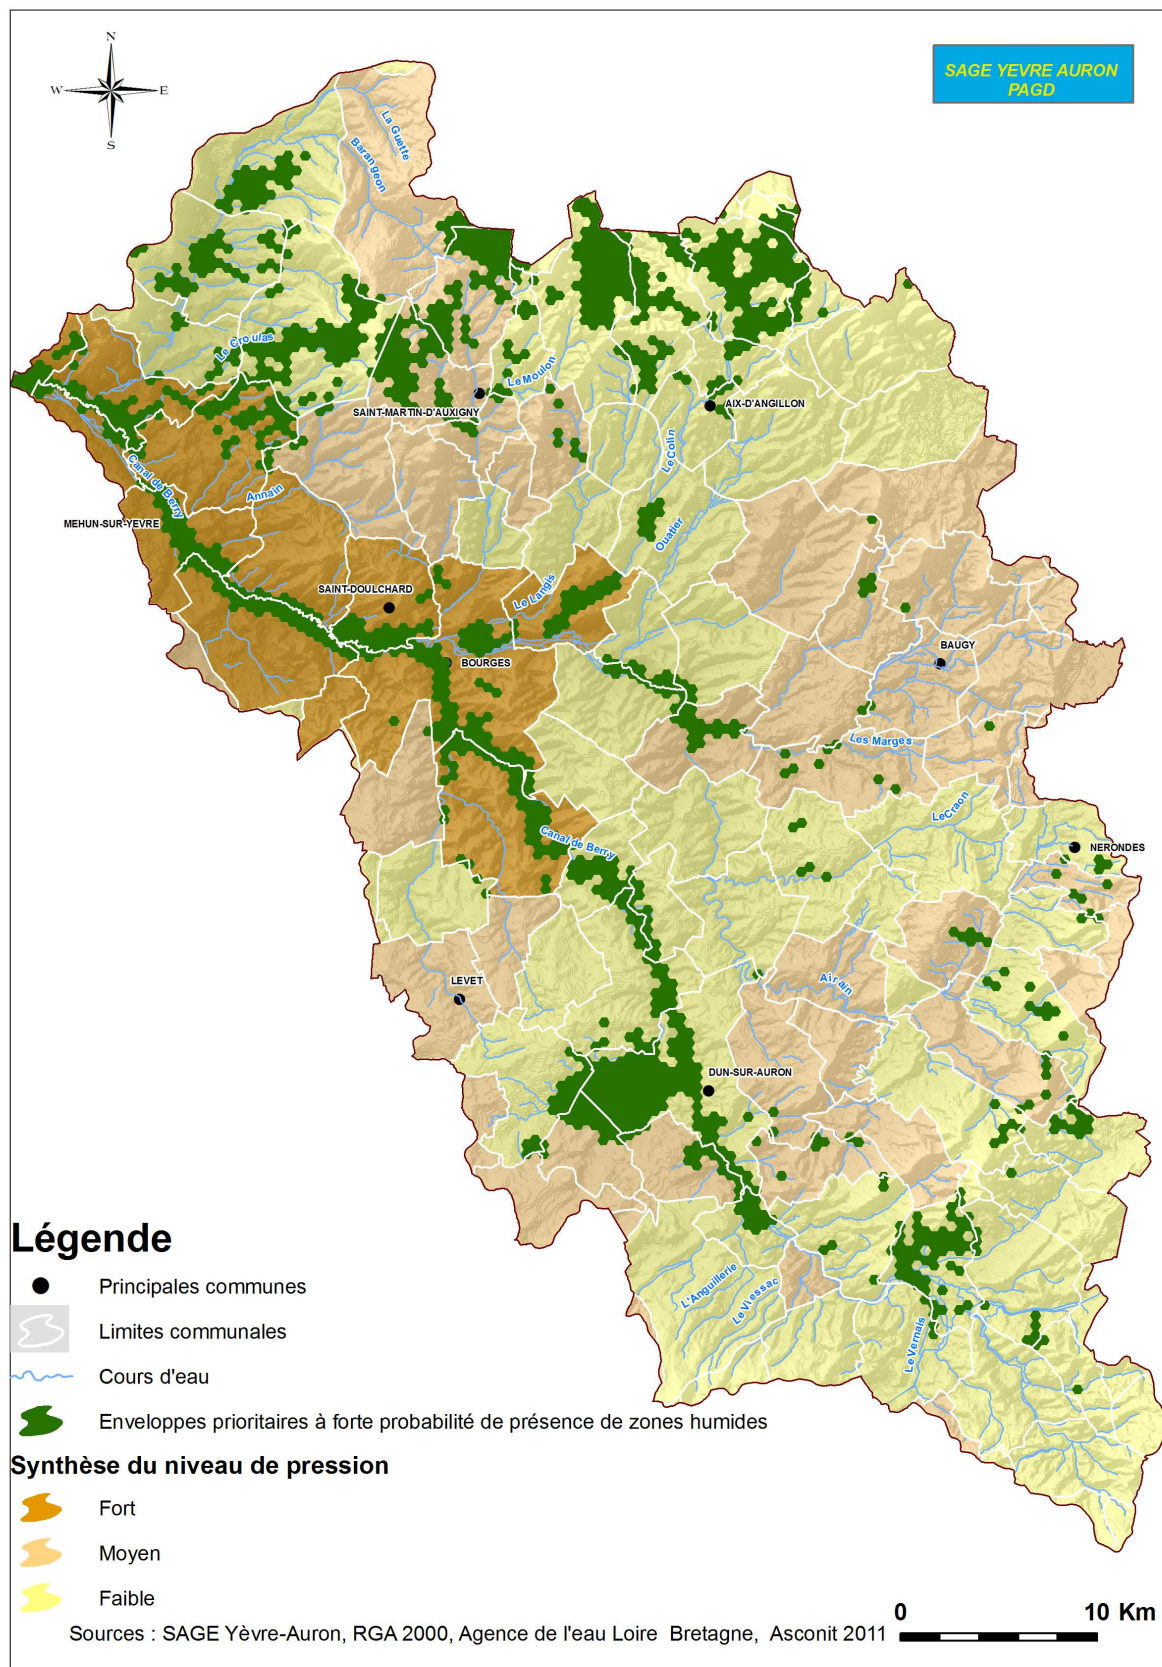 N
W
E
S
SAGE YEVRE AURON
PAGD
La Guette
Barangeon
Le Croulas
Le Moulon
SAINT-MARTIN-D'AUXIGNY
AIX-D'ANGILLON
Le Colin
Canal de Berry
Annain
Ouatier
MEHUN-SUR-YEVRE
SAINT-DOULCHARD
Le Langis
BOURGES
BAUGY
Les Marges
Le Craon
Canal de Berry
NERONDES
LEVET
Airain
DUN-SUR-AURON
L'Anguillerie
Le Viessac
Le Vernais
Légende
Principales communes
Limites communales
Cours d'eau
Enveloppes prioritaires à forte probabilité de présence de zones humides
Synthèse du niveau de pression
Fort
Moyen
Faible
0 10 Km
Sources : SAGE Yèvre-Auron, RGA 2000, Agence de l'eau Loire Bretagne, Asconit 2011